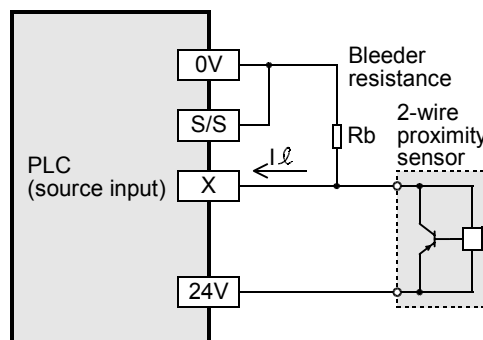 0V
Bleeder
resistance
S/S
Rb
2-wire
proximity
sensor
PLC
(source input)
Iℓ
X
24V